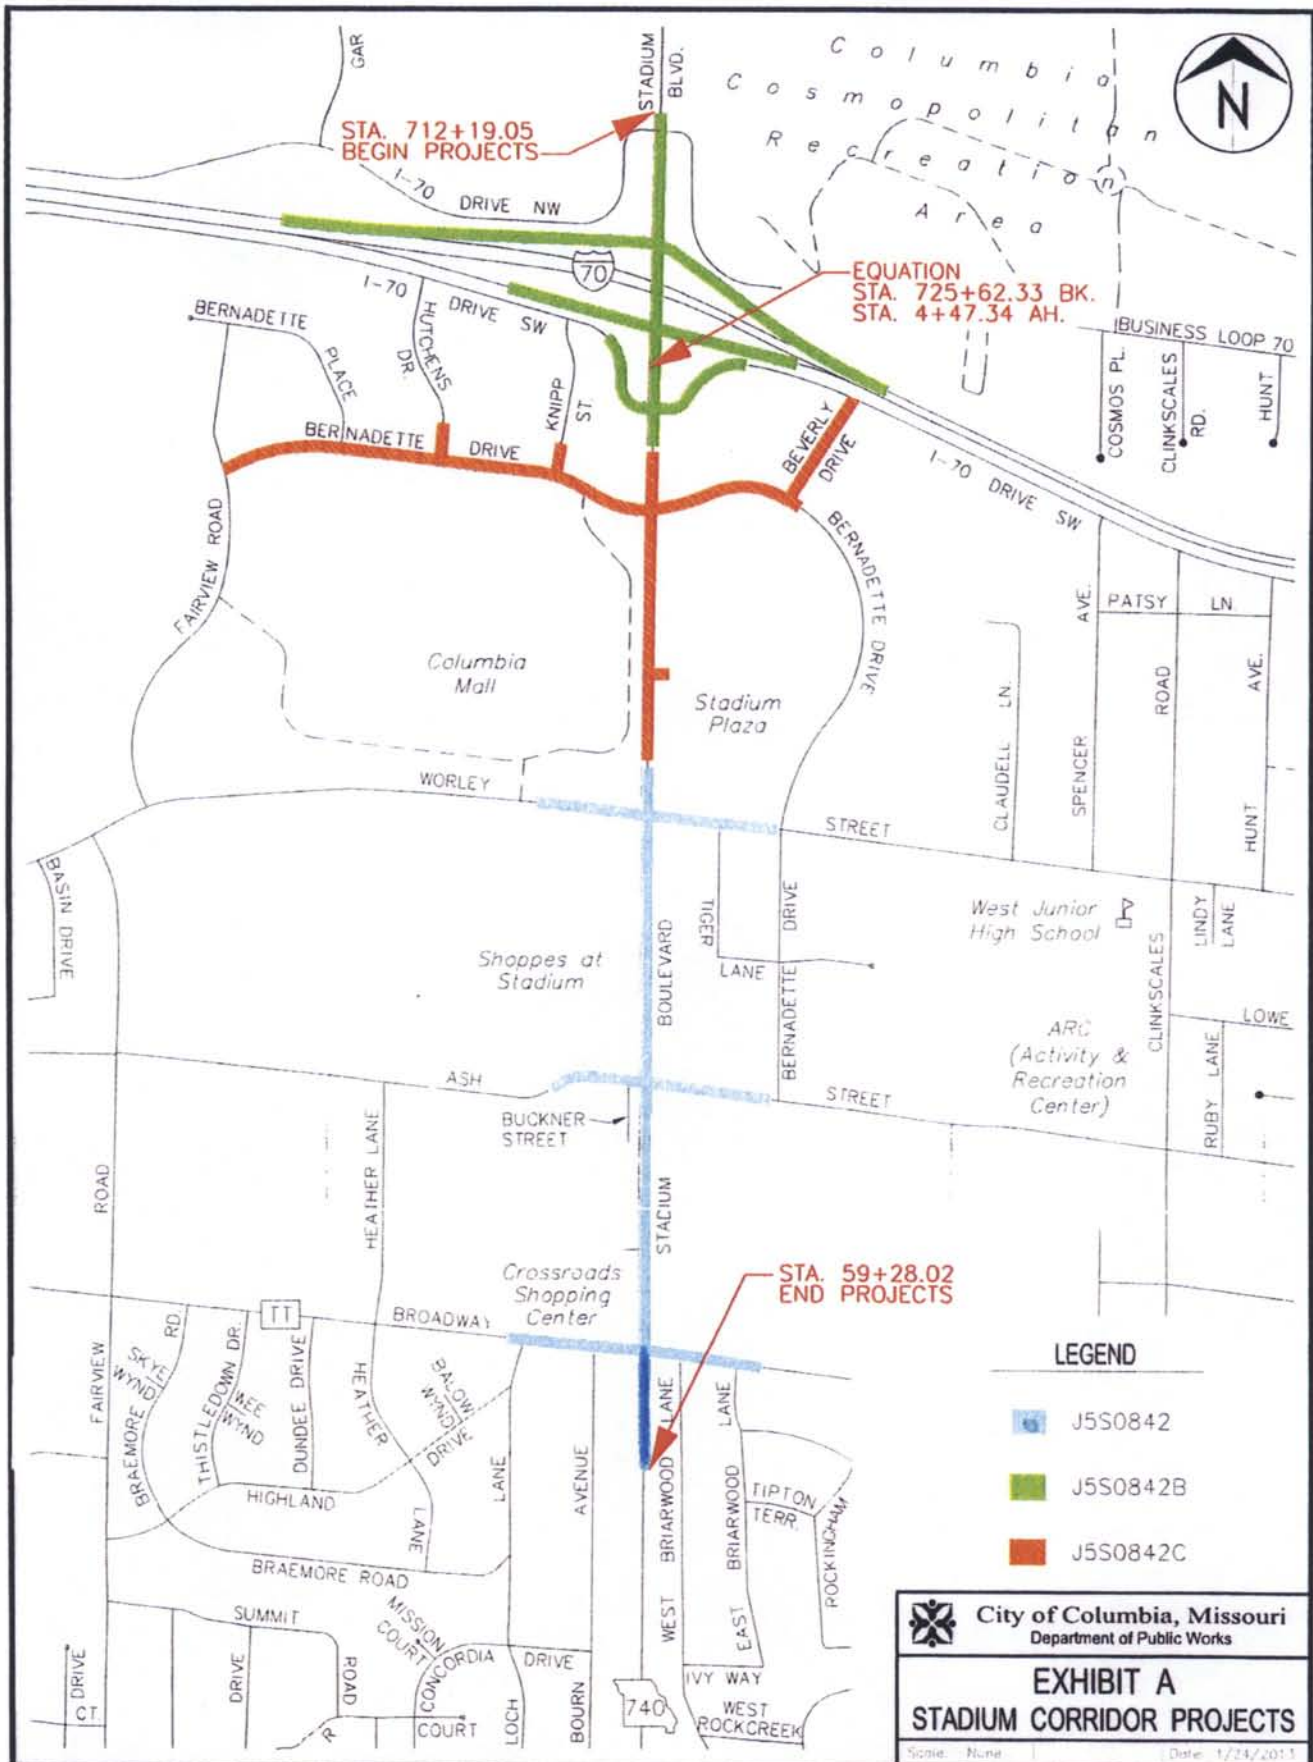 GAR
STADIUM
BLVD.
Columbia
Cosmopolitan
Recreation
Area
N
STA. 712+19.05
BEGIN PROJECTS
I-70 DRIVE NW
70
EQUATION
STA. 725+62.33 BK.
STA. 4+47.34 AH.
I-70 DRIVE SW
BERNADETTE
PLACE
HUTCHENS
DR.
KNIPP
ST.
BUSINESS LOOP 70
COSMOS PL.
CLINKSCALES
RD.
HUNT
BERNADETTE DRIVE
BEVERLY
DRIVE
I-70 DRIVE SW
BERNADETTE DRIVE
FAIRVIEW ROAD
AVE.
PATSY LN.
Columbia
Mall
Stadium
Plaza
CLAUDELL LN.
SPENCER
ROAD
AVE.
HUNT
WORLEY
STREET
BASIN DRIVE
TIGER
LANE
BERNADETTE DRIVE
West Junior
High School
LINDY
LANE
Shoppes at
Stadium
BOULEVARD
CLINKSCALES
LOWE
ARC
(Activity &
Recreation
Center)
RUBY LANE
ASH
STREET
BUCKNER
STREET
HEATHER LANE
ROAD
STADIUM
Crossroads
Shopping
Center
STA. 59+28.02
END PROJECTS
TT
BROADWAY
FAIRVIEW
SKYE
WYND
BRAEMORE RD.
THISTLEDOWN DR.
WEE
WYND
DUNDEE DRIVE
HEATHER
LANE
BALOW
WYND
DRIVE
HIGHLAND
LANE
AVENUE
WEST BRIARWOOD LANE
EAST BRIARWOOD LANE
TIPTON
TERR.
ROCKINGHAM
BRAEMORE ROAD
SUMMIT
ROAD
MISSION
COURT
CONCORDIA DRIVE
COURT
DRIVE
CT.
DRIVE
R
LOCH
BOURN
740
IVY WAY
WEST
ROCKCREEK
LEGEND
J5S0842
J5S0842B
J5S0842C
City of Columbia, Missouri
Department of Public Works
EXHIBIT A
STADIUM CORRIDOR PROJECTS
Scale: None
Date: 1/24/2013